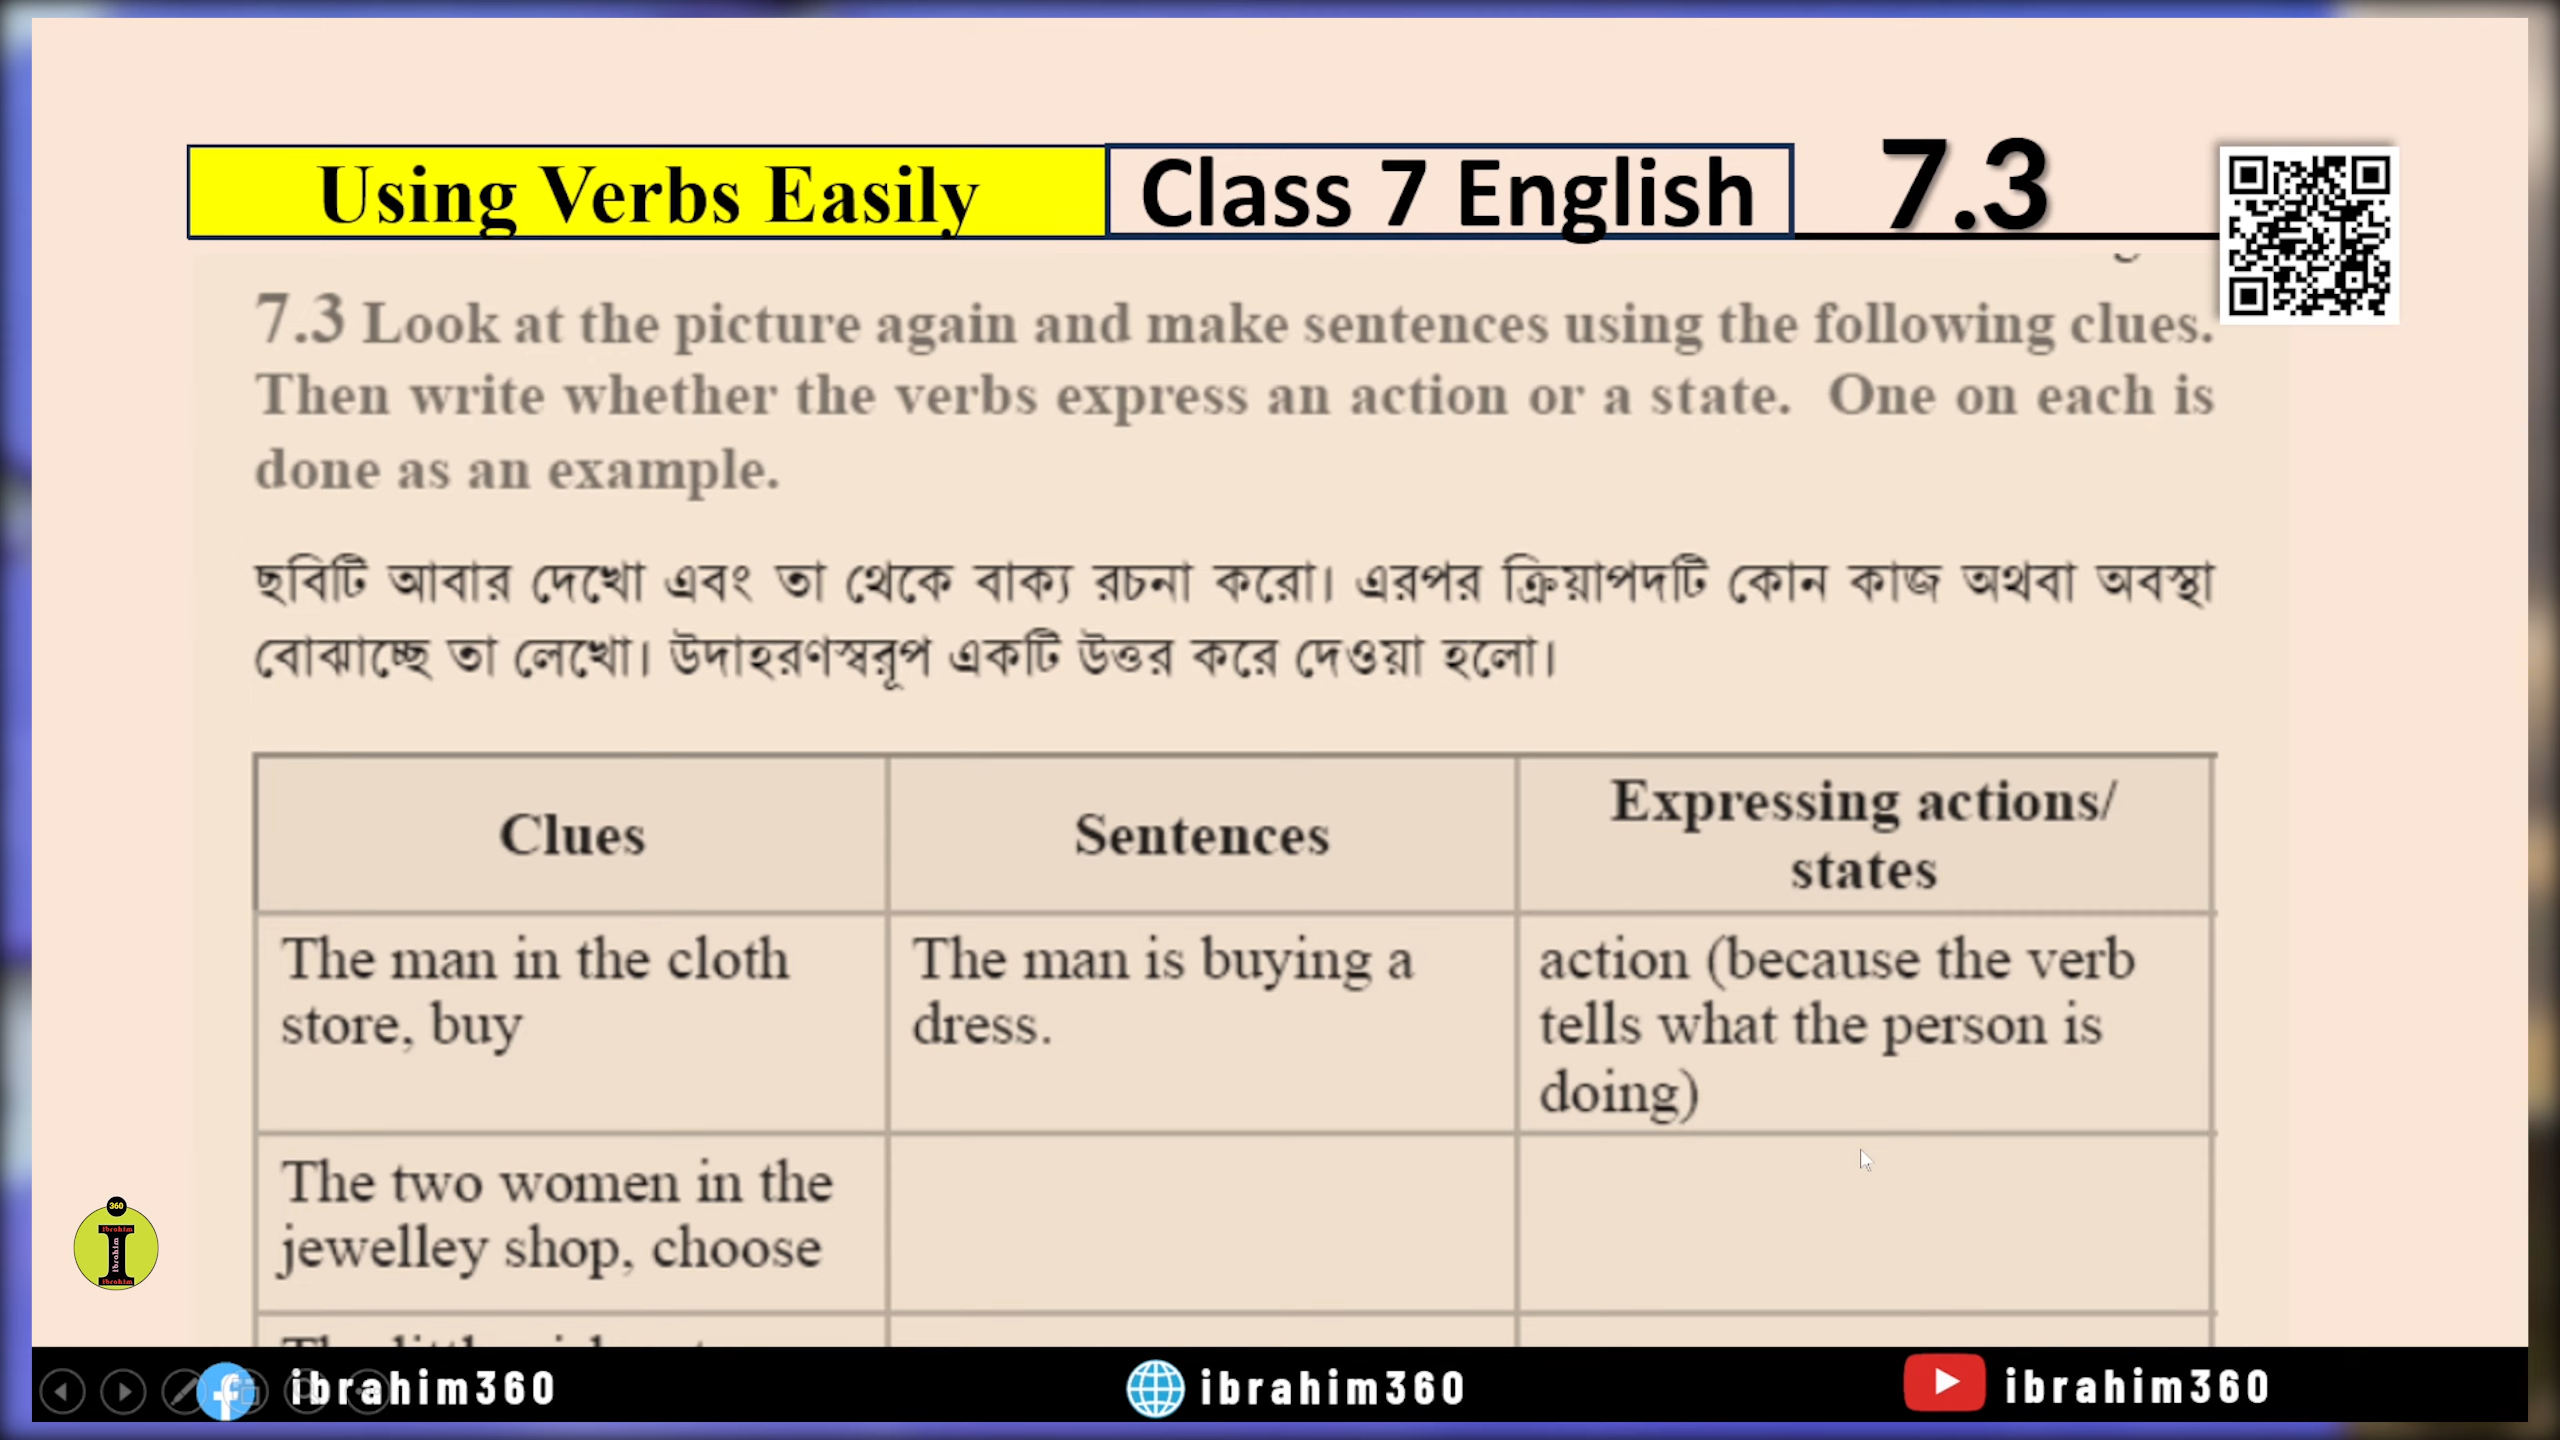 Using Verbs Easily
Class 7 English
7.3
7.3 Look at the picture again and make sentences using the following clues.
Then write whether the verbs express an action or a state. One on each is
done as an example.
ছবিটি আবার দেখো এবং তা থেকে বাক্য রচনা করো। এরপর ক্রিয়াপদটি কোন কাজ অথবা অবস্থা
বোঝাচ্ছে তা লেখো। উদাহরণস্বরূপ একটি উত্তর করে দেওয়া হলো।
Clues
Sentences
Expressing actions/
states
The man in the cloth
store, buy
The man is buying a
dress.
action (because the verb
tells what the person is
doing)
The two women in the
jewelley shop, choose
360
Ibrahim
Ibrahim
Ibrahim
ibrahim360
ibrahim360
ibrahim360